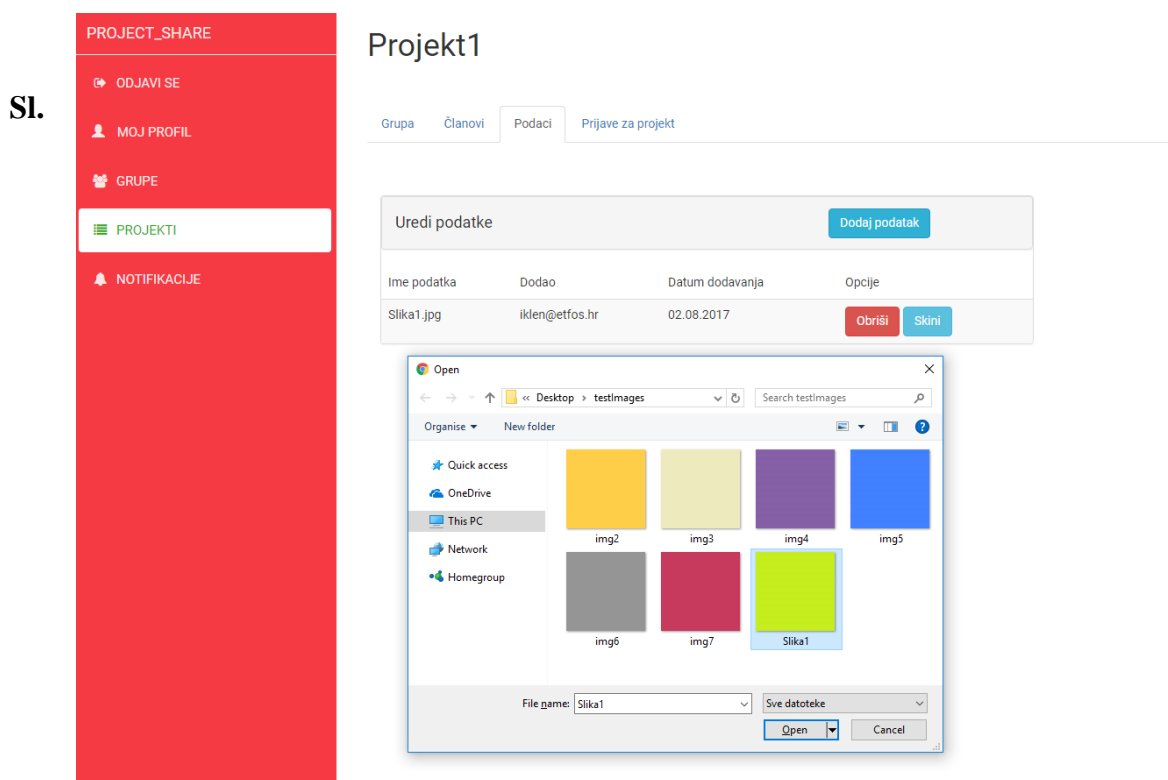 Sl.
PROJECT_SHARE
ODJAVI SE
MOJ PROFIL
GRUPE
PROJEKTI
NOTIFIKACIJE
Projekt1
Grupa Članovi Podaci Prijave za projekt
Uredi podatke Dodaj podatak
Ime podatka Dodao Datum dodavanja Opcije
Slika1.jpg iklen@etfos.hr 02.08.2017 Obriši Skini
Open
« Desktop › testImages Search testImages
Organise New folder
Quick access
OneDrive
This PC
Network
Homegroup
img2 img3 img4 img5
img6 img7 Slika1
File name: Slika1 Sve datoteke
Open Cancel